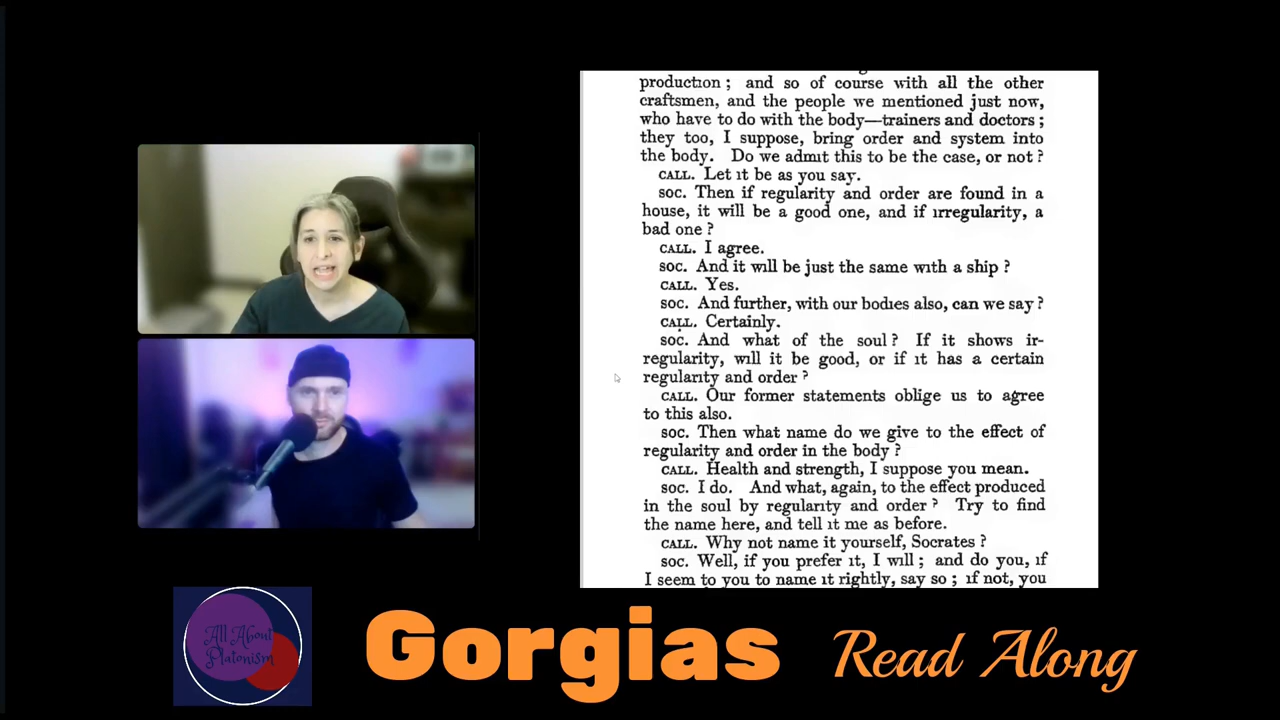 production ; and so of course with all the other
craftsmen, and the people we mentioned just now,
who have to do with the body—trainers and doctors ;
they too, I suppose, bring order and system into
the body. Do we admit this to be the case, or not ?
CALL. Let it be as you say.
SOC. Then if regularity and order are found in a
house, it will be a good one, and if irregularity, a
bad one ?
CALL. I agree.
SOC. And it will be just the same with a ship ?
CALL. Yes.
SOC. And further, with our bodies also, can we say ?
CALL. Certainly.
SOC. And what of the soul ? If it shows ir-
regularity, will it be good, or if it has a certain
regularity and order ?
CALL. Our former statements oblige us to agree
to this also.
SOC. Then what name do we give to the effect of
regularity and order in the body ?
CALL. Health and strength, I suppose you mean.
SOC. I do. And what, again, to the effect produced
in the soul by regularity and order ? Try to find
the name here, and tell it me as before.
CALL. Why not name it yourself, Socrates ?
SOC. Well, if you prefer it, I will ; and do you, if
I seem to you to name it rightly, say so ; if not, you
All About
Platonism
Gorgias Read Along